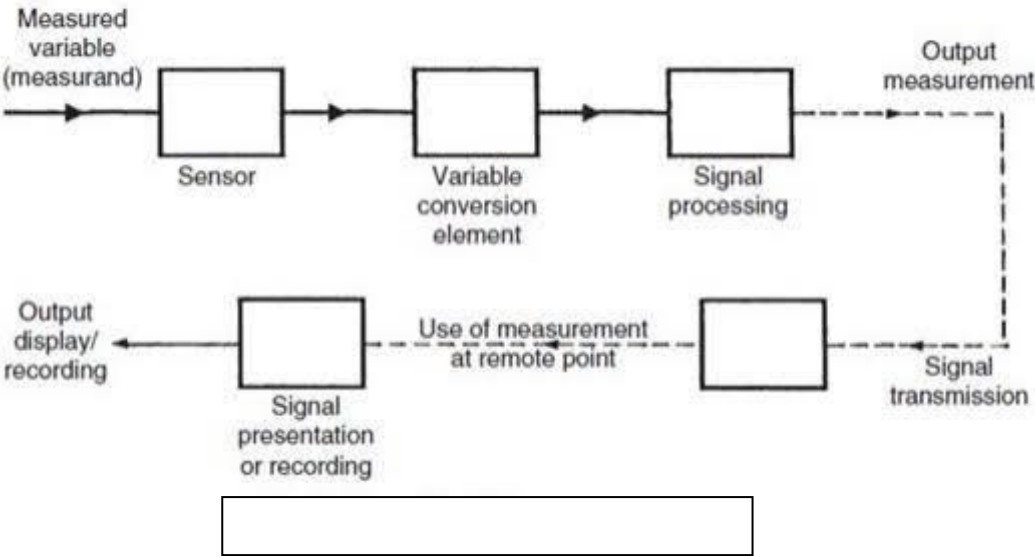 Measured
variable
(measurand)
Output
measurement
Sensor
Variable
conversion
element
Signal
processing
Output
display/
recording
Use of measurement
at remote point
Signal
transmission
Signal
presentation
or recording